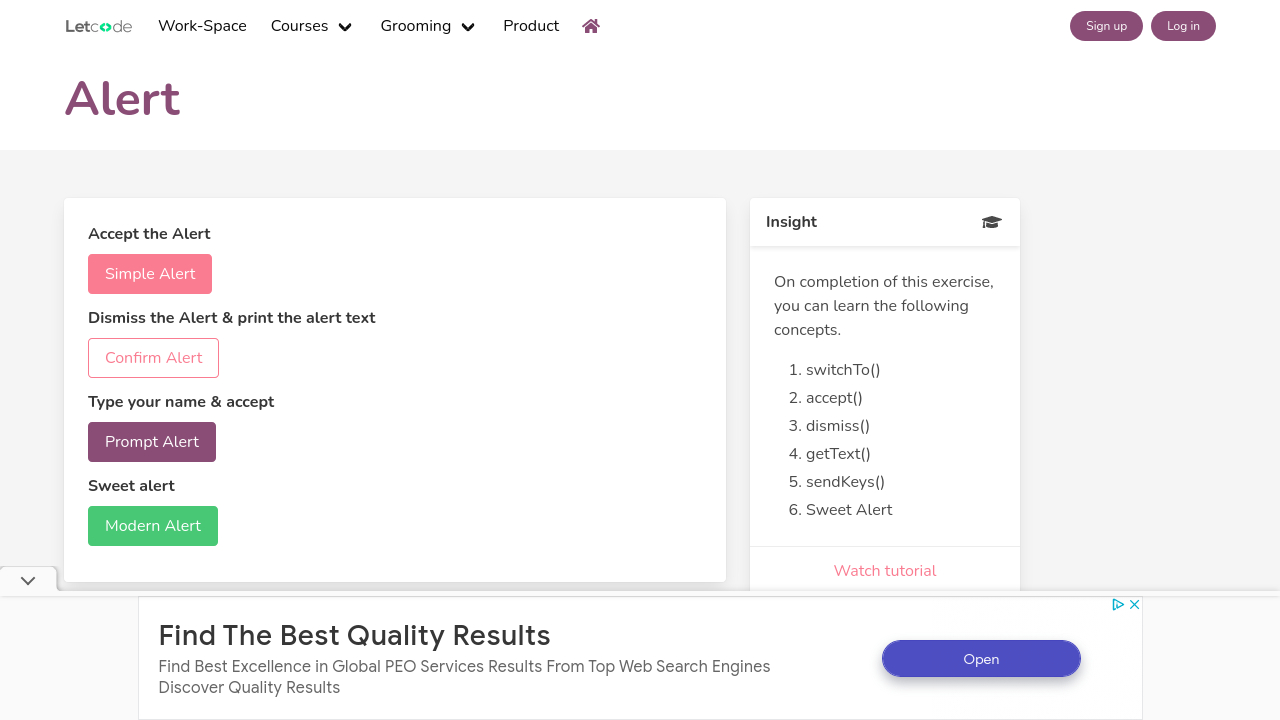 Letcode Work-Space Courses Grooming Product Sign up Log in
Alert
Accept the Alert
Simple Alert
Dismiss the Alert & print the alert text
Confirm Alert
Type your name & accept
Prompt Alert
Sweet alert
Modern Alert
Insight
On completion of this exercise,
you can learn the following
concepts.
1. switchTo()
2. accept()
3. dismiss()
4. getText()
5. sendKeys()
6. Sweet Alert
Watch tutorial
Find The Best Quality Results
Find Best Excellence in Global PEO Services Results From Top Web Search Engines
Discover Quality Results
Open